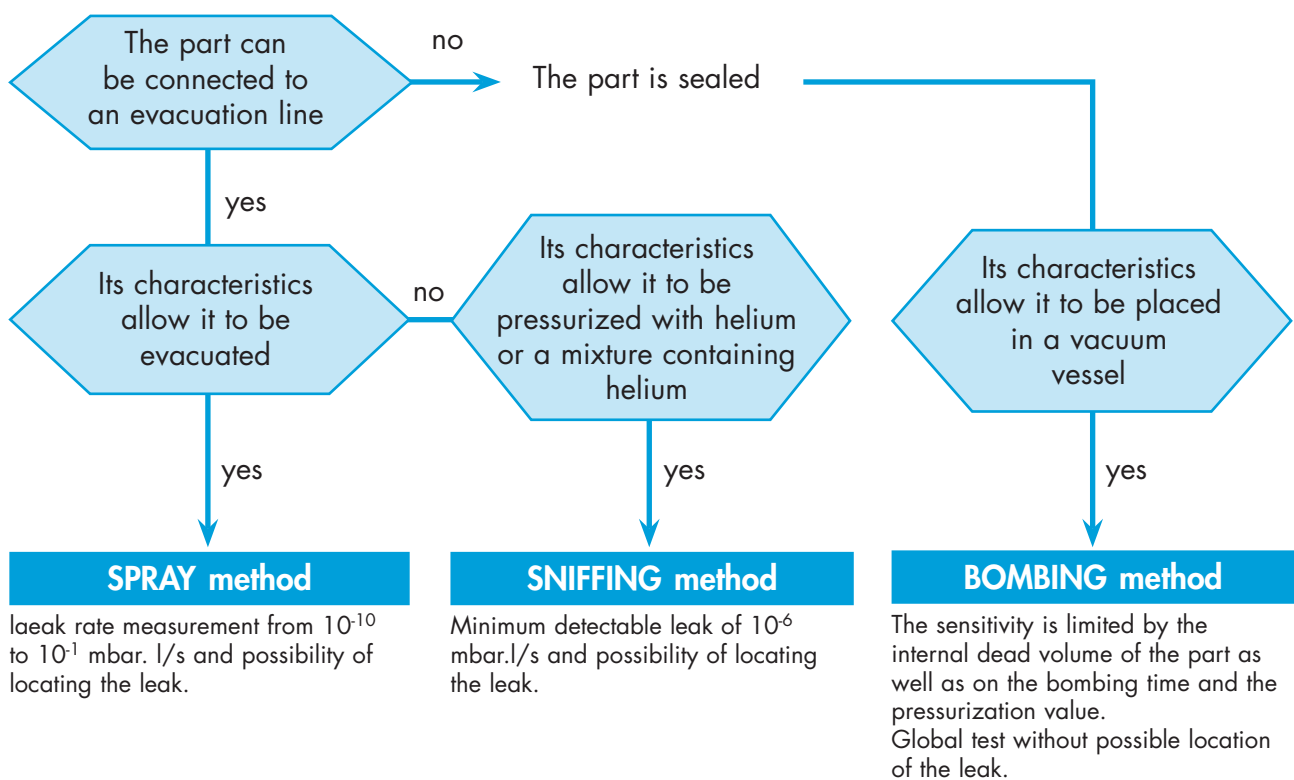 The part can
be connected to
an evacuation line
no
The part is sealed
yes
Its characteristics
allow it to be
evacuated
no
Its characteristics
allow it to be
pressurized with helium
or a mixture containing
helium
Its characteristics
allow it to be placed
in a vacuum
vessel
yes
yes
yes
SPRAY method
laeak rate measurement from 10⁻¹⁰
to 10⁻¹ mbar. l/s and possibility of
locating the leak.
SNIFFING method
Minimum detectable leak of 10⁻⁶
mbar.l/s and possibility of locating
the leak.
BOMBING method
The sensitivity is limited by the
internal dead volume of the part as
well as on the bombing time and the
pressurization value.
Global test without possible location
of the leak.